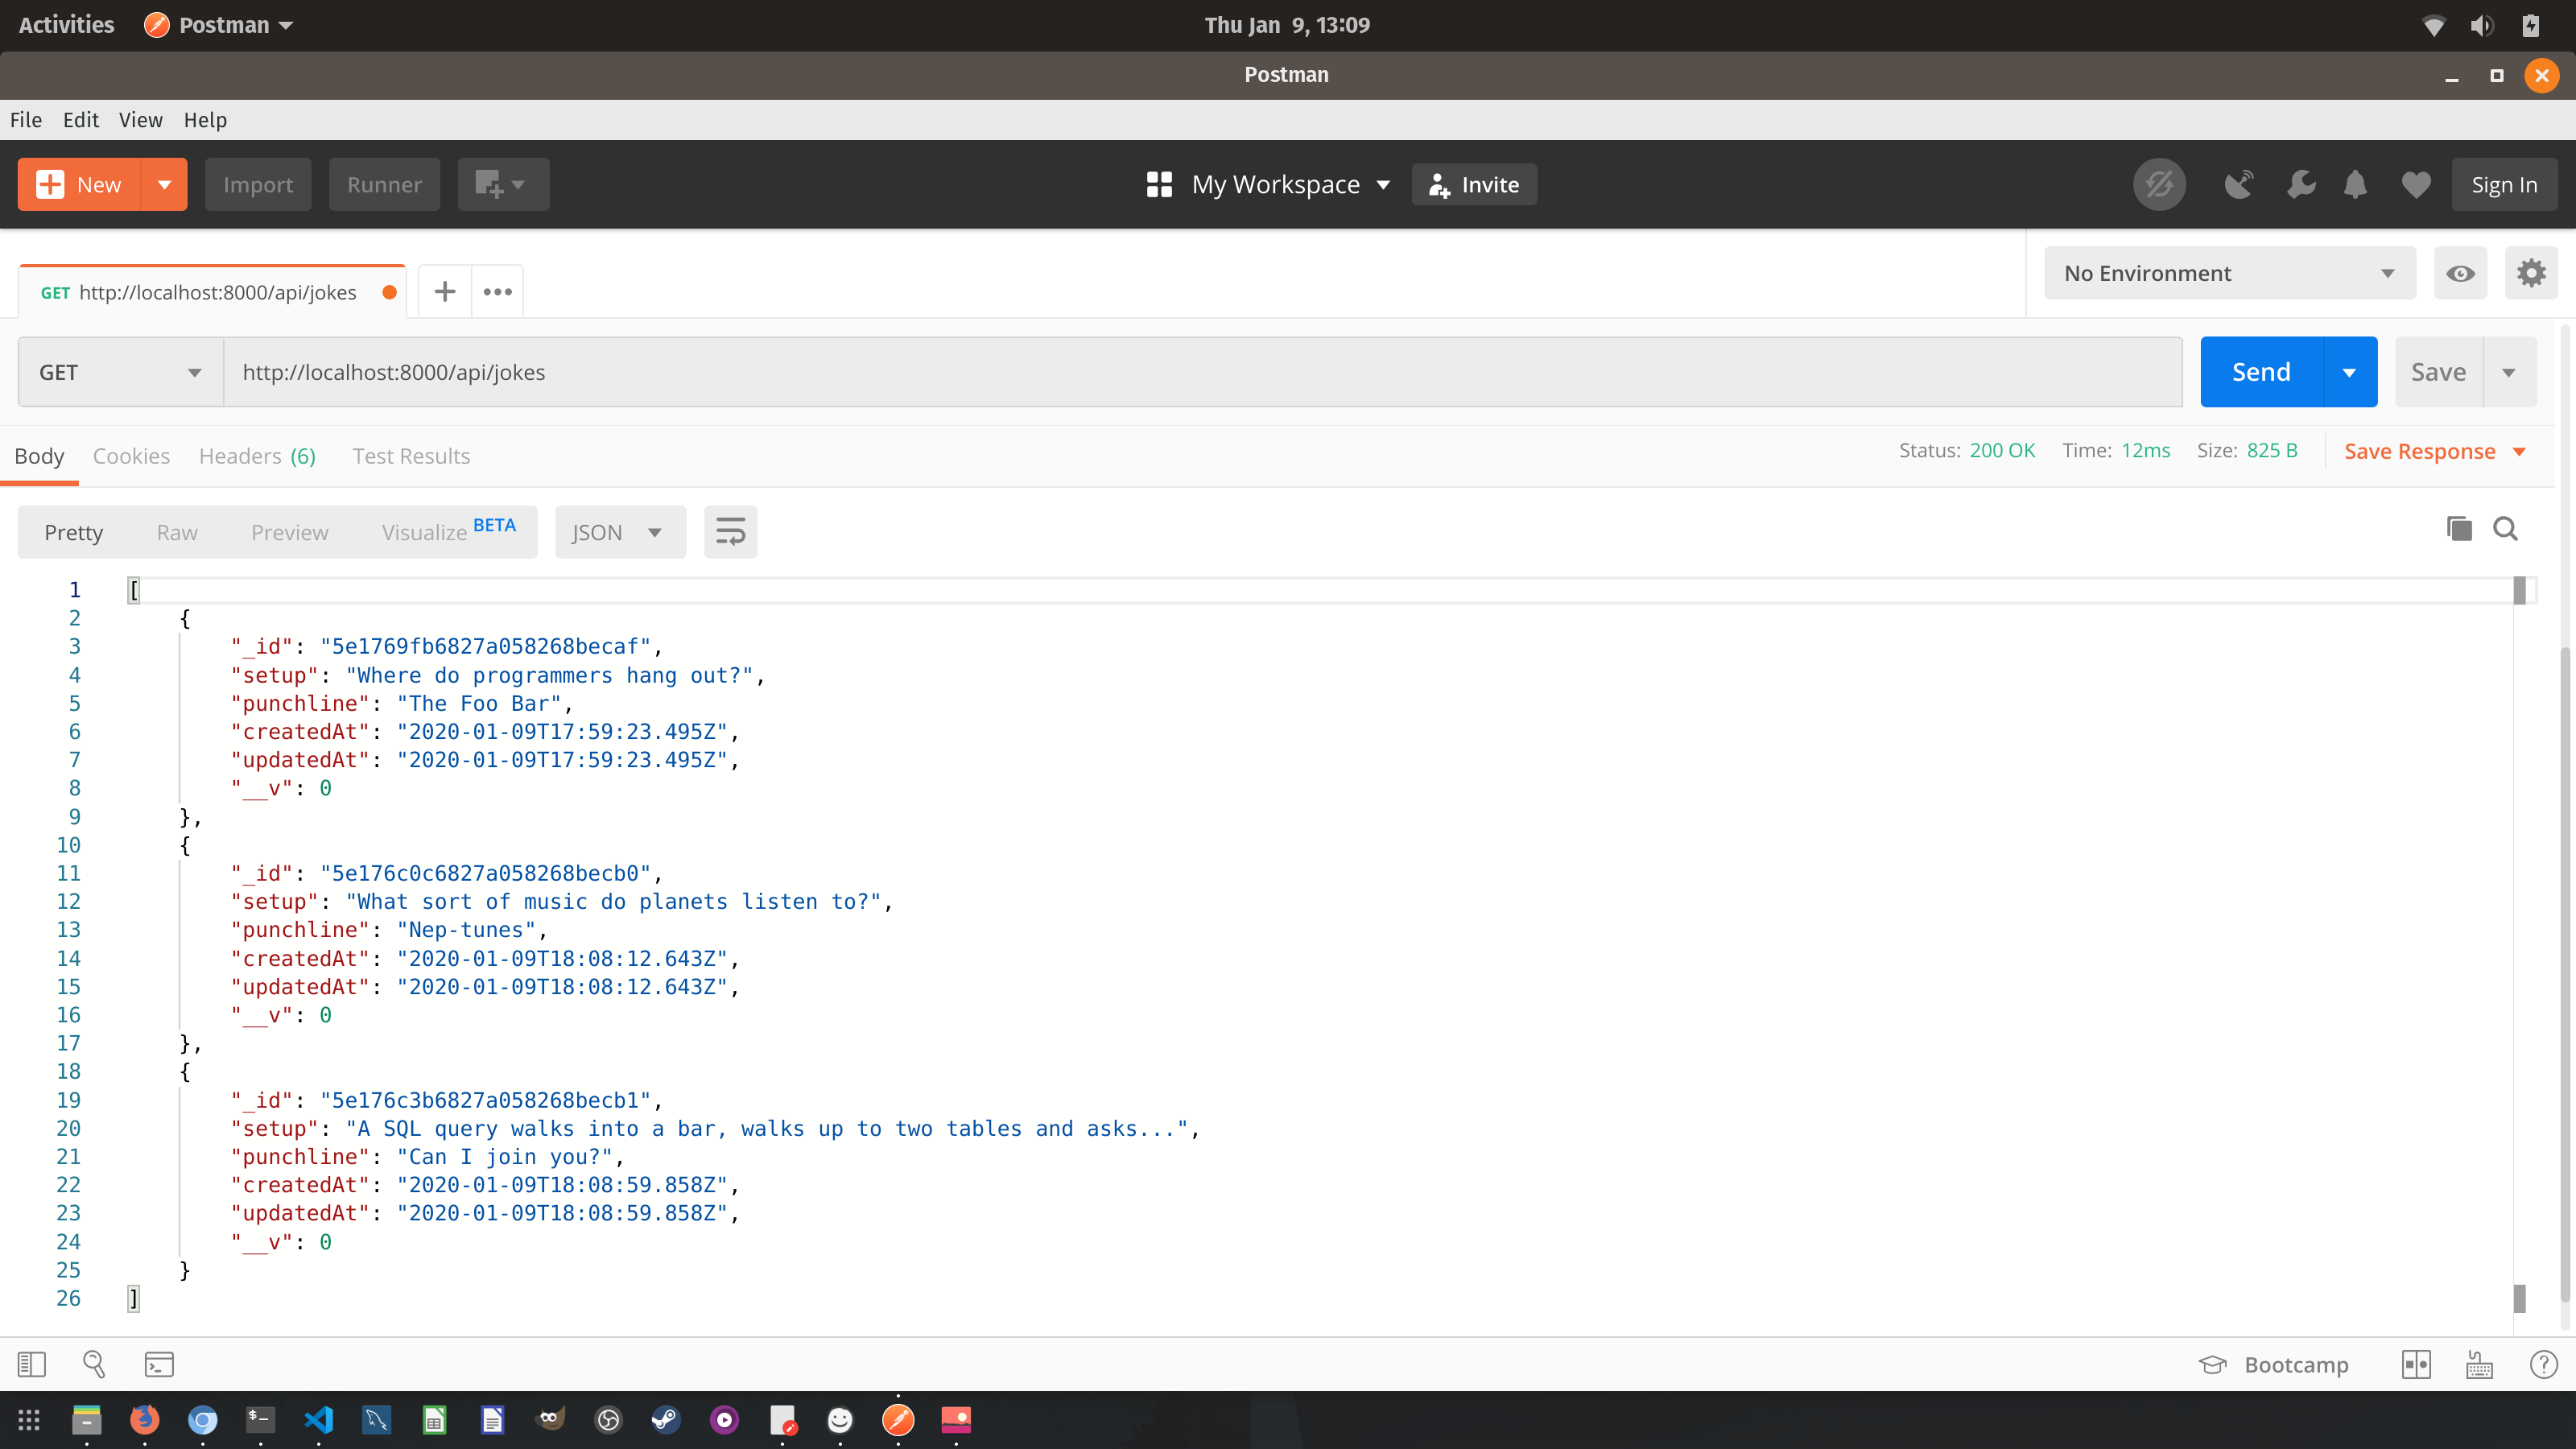 Activities Postman Thu Jan 9, 13:09
Postman
File Edit View Help
New Import Runner My Workspace Invite Sign In
GET http://localhost:8000/api/jokes No Environment
GET http://localhost:8000/api/jokes Send Save
Body Cookies Headers (6) Test Results Status: 200 OK Time: 12ms Size: 825 B Save Response
Pretty Raw Preview Visualize BETA JSON
1 [
2 {
3 "_id": "5e1769fb6827a058268becaf",
4 "setup": "Where do programmers hang out?",
5 "punchline": "The Foo Bar",
6 "createdAt": "2020-01-09T17:59:23.495Z",
7 "updatedAt": "2020-01-09T17:59:23.495Z",
8 "__v": 0
9 },
10 {
11 "_id": "5e176c0c6827a058268becb0",
12 "setup": "What sort of music do planets listen to?",
13 "punchline": "Nep-tunes",
14 "createdAt": "2020-01-09T18:08:12.643Z",
15 "updatedAt": "2020-01-09T18:08:12.643Z",
16 "__v": 0
17 },
18 {
19 "_id": "5e176c3b6827a058268becb1",
20 "setup": "A SQL query walks into a bar, walks up to two tables and asks...",
21 "punchline": "Can I join you?",
22 "createdAt": "2020-01-09T18:08:59.858Z",
23 "updatedAt": "2020-01-09T18:08:59.858Z",
24 "__v": 0
25 }
26 ]
Bootcamp